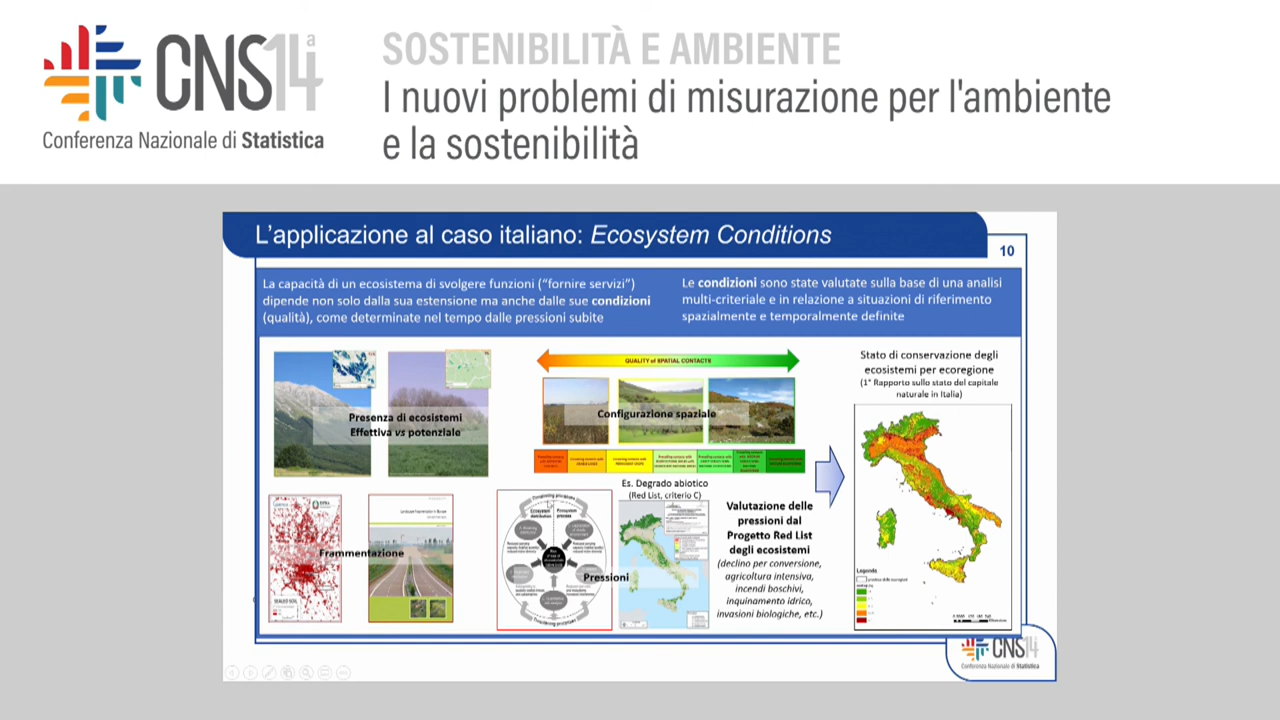 CNS14ª
Conferenza Nazionale di Statistica
SOSTENIBILITÀ E AMBIENTE
I nuovi problemi di misurazione per l'ambiente
e la sostenibilità
L'applicazione al caso italiano: Ecosystem Conditions
10
La capacità di un ecosistema di svolgere funzioni ("fornire servizi")
dipende non solo dalla sua estensione ma anche dalle sue condizioni
(qualità), come determinate nel tempo dalle pressioni subite
Le condizioni sono state valutate sulla base di una analisi
multi-criteriale e in relazione a situazioni di riferimento
spazialmente e temporalmente definite
Presenza di ecosistemi
Effettiva vs potenziale
QUALITY of SPATIAL CONTACTS
Configurazione spaziale
Stato di conservazione degli
ecosistemi per ecoregione
(1° Rapporto sullo stato del capitale
naturale in Italia)
Frammentazione
SEALED SOIL
Pressioni
Es. Degrado abiotico
(Red List, criterio C)
Valutazione delle
pressioni dal
Progetto Red List
degli ecosistemi
(declino per conversione,
agricoltura intensiva,
incendi boschivi,
inquinamento idrico,
invasioni biologiche, etc.)
Legenda
CNS14
Conferenza Nazionale di Statistica